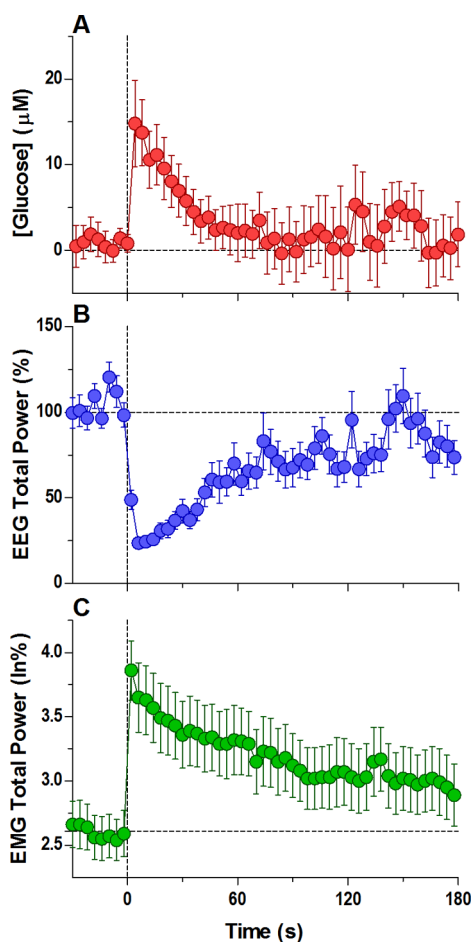 A
[Glucose] (μM)
20
10
0
B
EEG Total Power (%)
150
100
50
0
C
EMG Total Power (ln%)
4.0
3.5
3.0
2.5
0
60
120
180
Time (s)